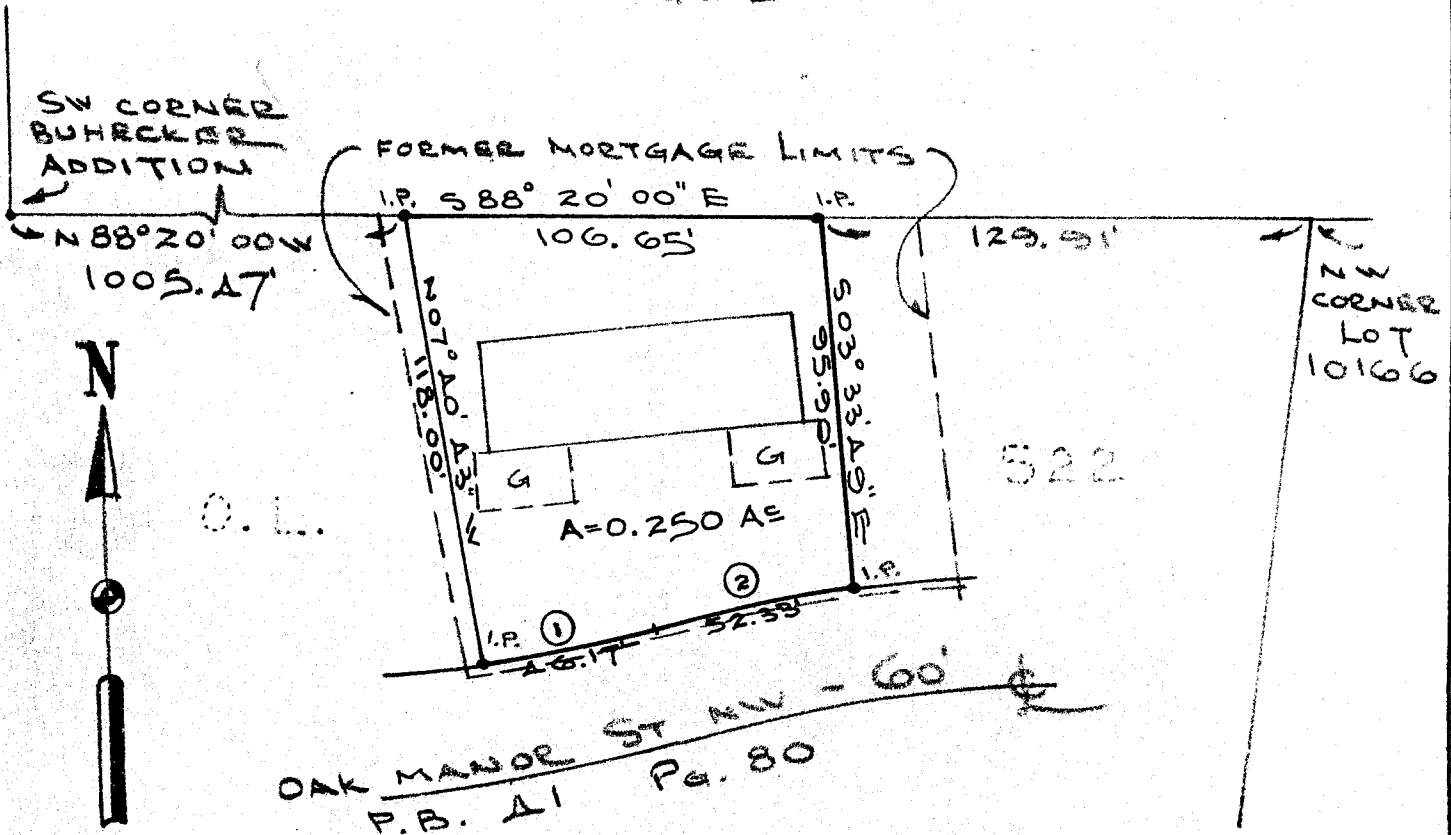 SW CORNER
BUHECKER
ADDITION
FORMER MORTGAGE LIMITS
I.P. S 88° 20' 00" E I.P.
N 88° 20' 00 W
106.65'
129.91'
1005.47'
NW
CORNER
LOT
10166
N
N 07° 40' 43" W
118.00'
S 03° 33' 49" E
95.90'
G
G
O.L.
522
A=0.250 Ac
2
I.P.
1
I.P.
52.33'
46.17'
OAK MANOR ST NW - 60' ℄
P.B. 41 PG. 80